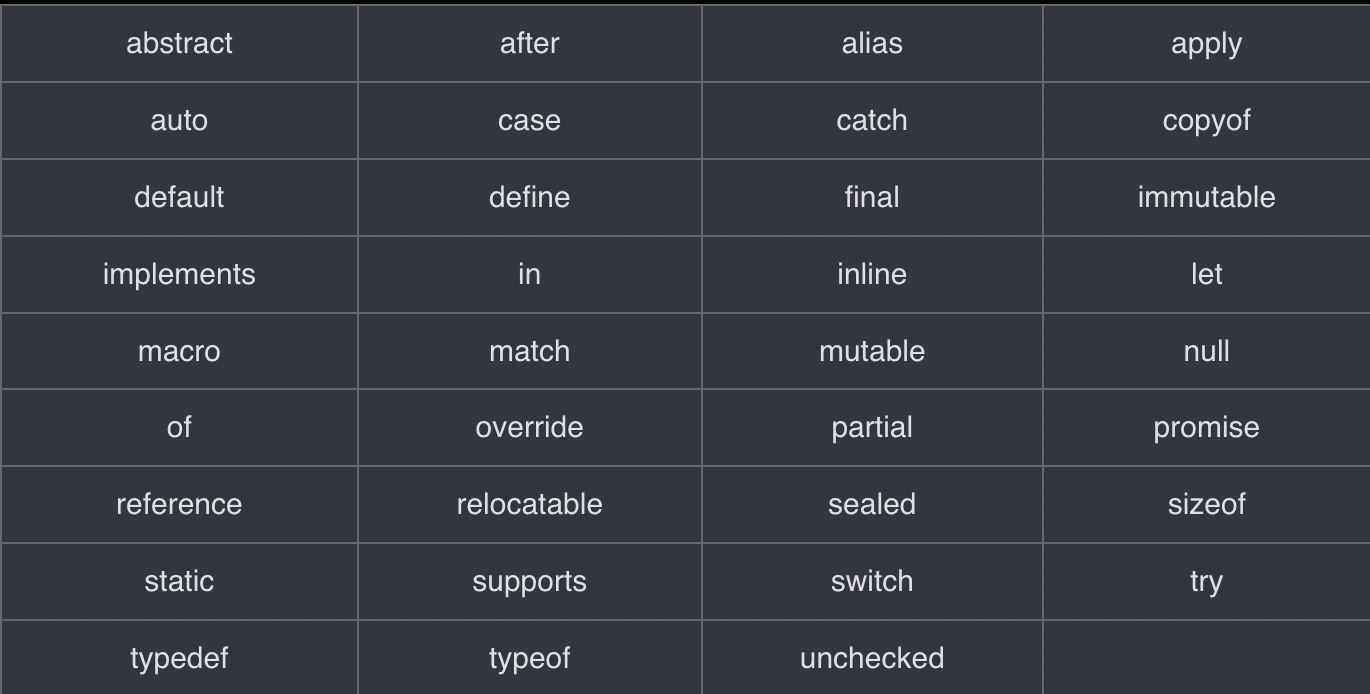 abstract after alias apply
auto case catch copyof
default define final immutable
implements in inline let
macro match mutable null
of override partial promise
reference relocatable sealed sizeof
static supports switch try
typedef typeof unchecked